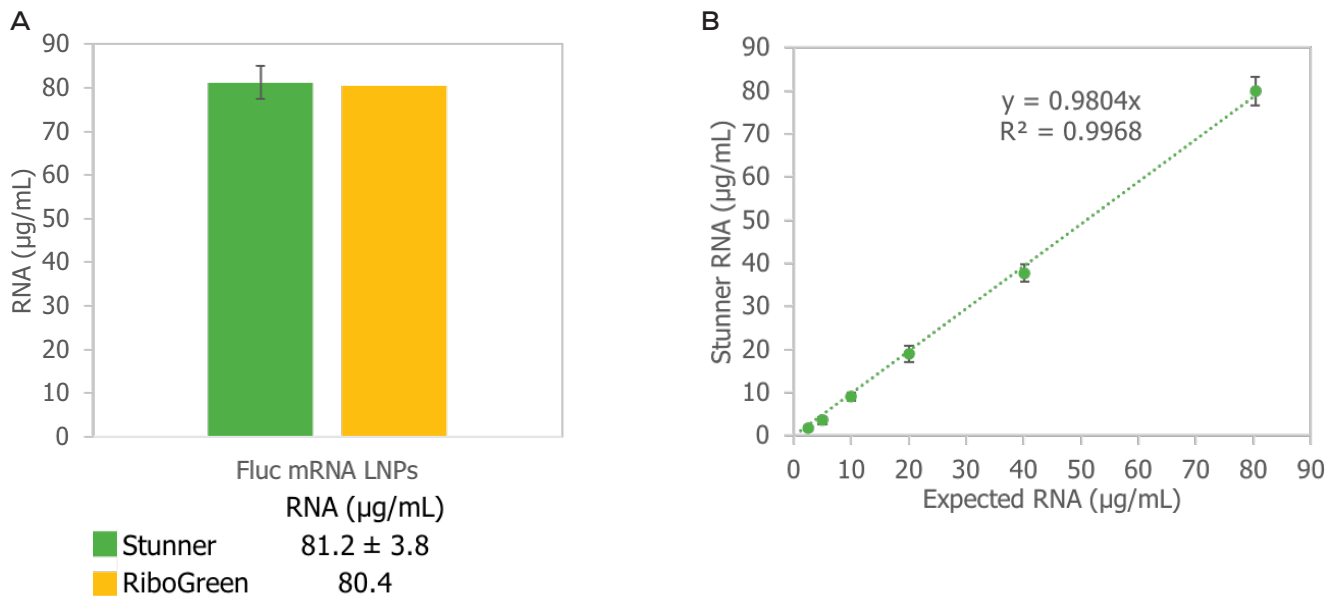 A
90
80
70
60
50
40
30
20
10
0
RNA (µg/mL)
Fluc mRNA LNPs
RNA (µg/mL)
Stunner 81.2 ± 3.8
RiboGreen 80.4
B
90
80
70
60
50
40
30
20
10
0
Stunner RNA (µg/mL)
y = 0.9804x
R² = 0.9968
0 10 20 30 40 50 60 70 80 90
Expected RNA (µg/mL)